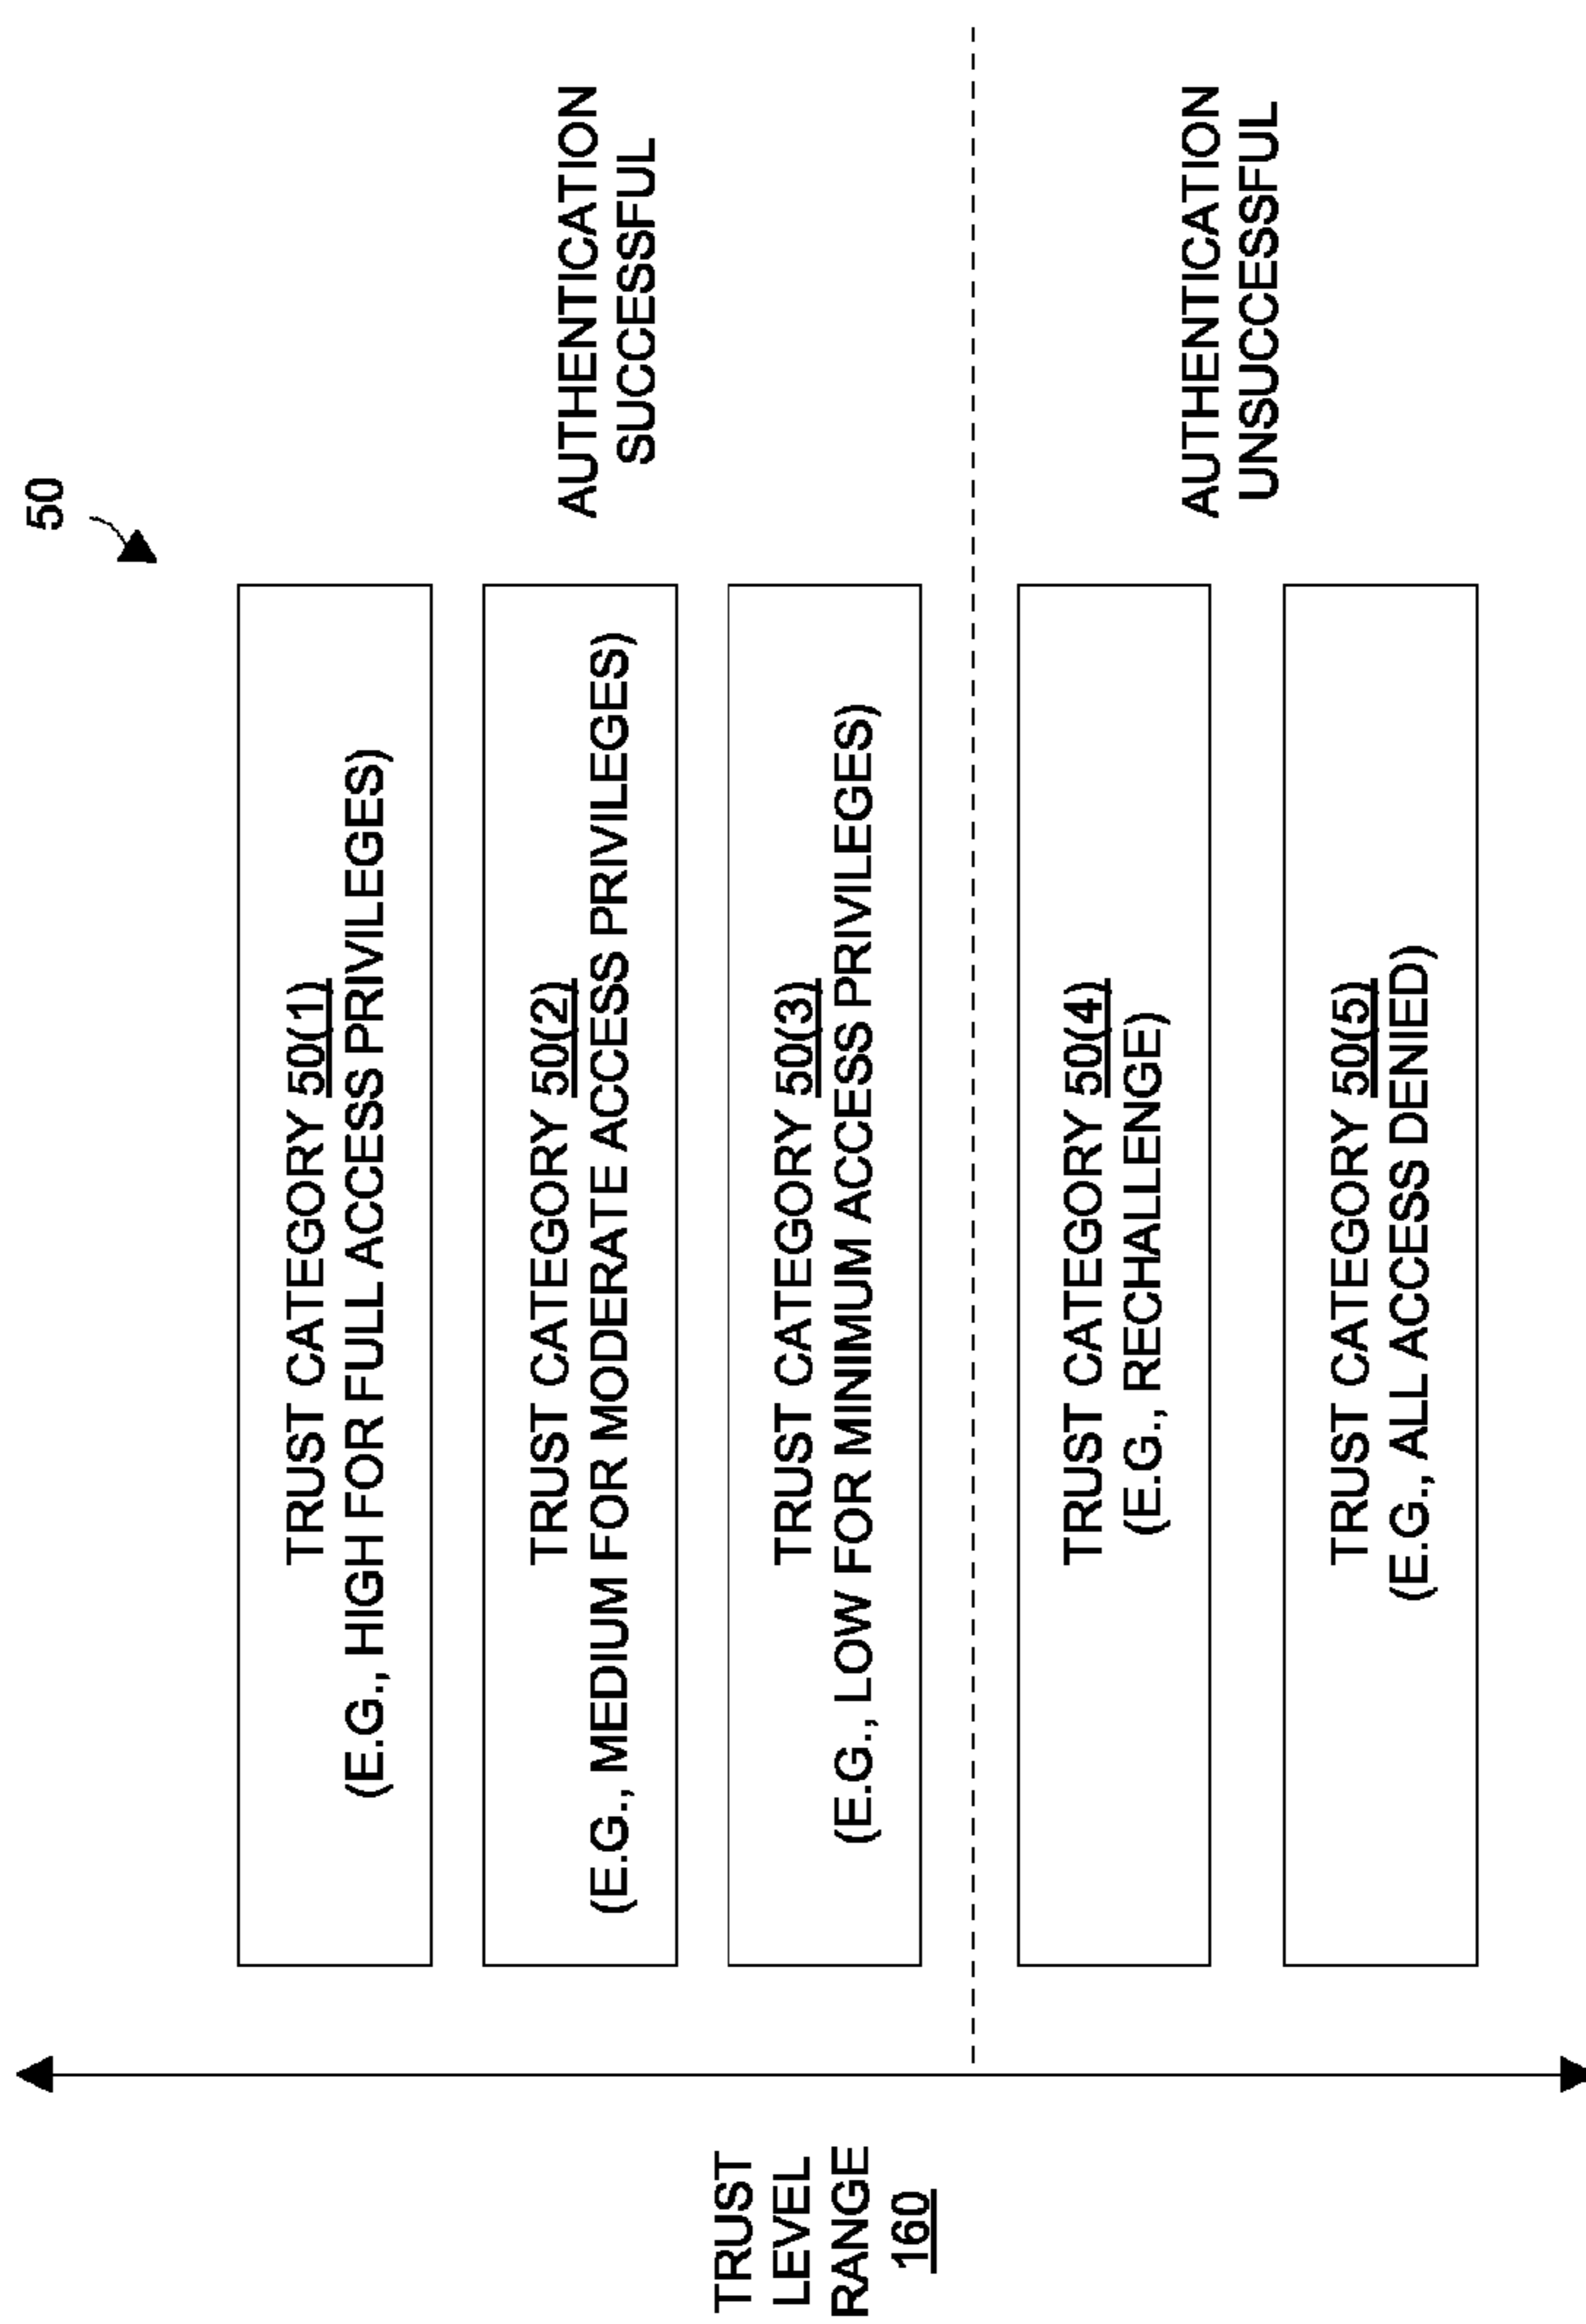 50
TRUST CATEGORY 50(1)
(E.G., HIGH FOR FULL ACCESS PRIVILEGES)
TRUST CATEGORY 50(2)
(E.G., MEDIUM FOR MODERATE ACCESS PRIVILEGES)
TRUST CATEGORY 50(3)
(E.G., LOW FOR MINIMUM ACCESS PRIVILEGES)
AUTHENTICATION
SUCCESSFUL
TRUST
LEVEL
RANGE
160
TRUST CATEGORY 50(4)
(E.G., RECHALLENGE)
TRUST CATEGORY 50(5)
(E.G., ALL ACCESS DENIED)
AUTHENTICATION
UNSUCCESSFUL